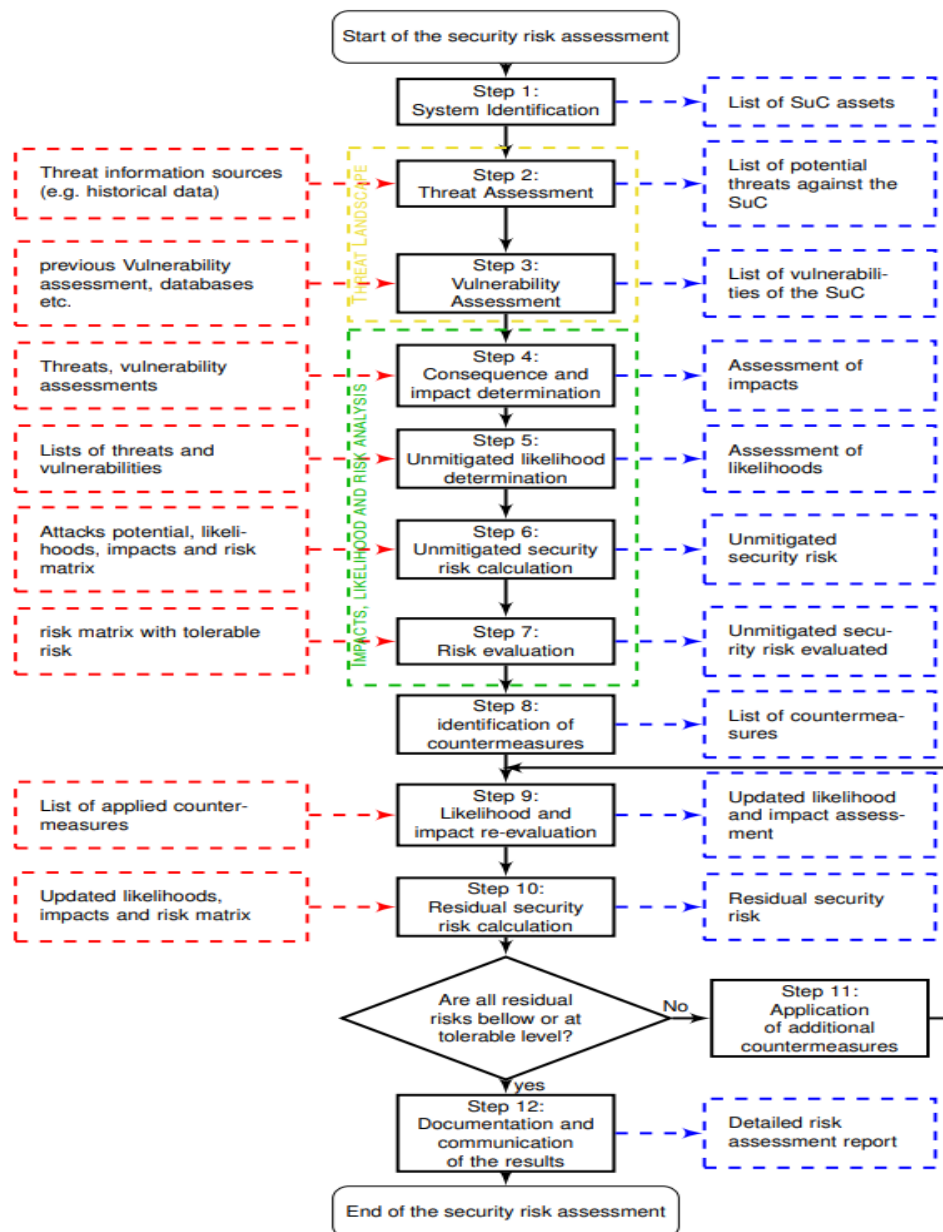 Start of the security risk assessment
Step 1:
System Identification
List of SuC assets
THREAT LANDSCAPE
Threat information sources
(e.g. historical data)
Step 2:
Threat Assessment
List of potential
threats against the
SuC
previous Vulnerability
assessment, databases
etc.
Step 3:
Vulnerability
Assessment
List of vulnerabili-
ties of the SuC
IMPACTS, LIKELIHOOD AND RISK ANALYSIS
Threats, vulnerability
assessments
Step 4:
Consequence and
impact determination
Assessment of
impacts
Lists of threats and
vulnerabilities
Step 5:
Unmitigated likelihood
determination
Assessment of
likelihoods
Attacks potential, likeli-
hoods, impacts and risk
matrix
Step 6:
Unmitigated security
risk calculation
Unmitigated
security risk
risk matrix with tolerable
risk
Step 7:
Risk evaluation
Unmitigated secu-
rity risk evaluated
Step 8:
identification of
countermeasures
List of countermea-
sures
List of applied counter-
measures
Step 9:
Likelihood and
impact re-evaluation
Updated likelihood
and impact assess-
ment
Updated likelihoods,
impacts and risk matrix
Step 10:
Residual security
risk calculation
Residual security
risk
Are all residual
risks bellow or at
tolerable level?
No
Step 11:
Application
of additional
countermeasures
yes
Step 12:
Documentation and
communication
of the results
Detailed risk
assessment report
End of the security risk assessment